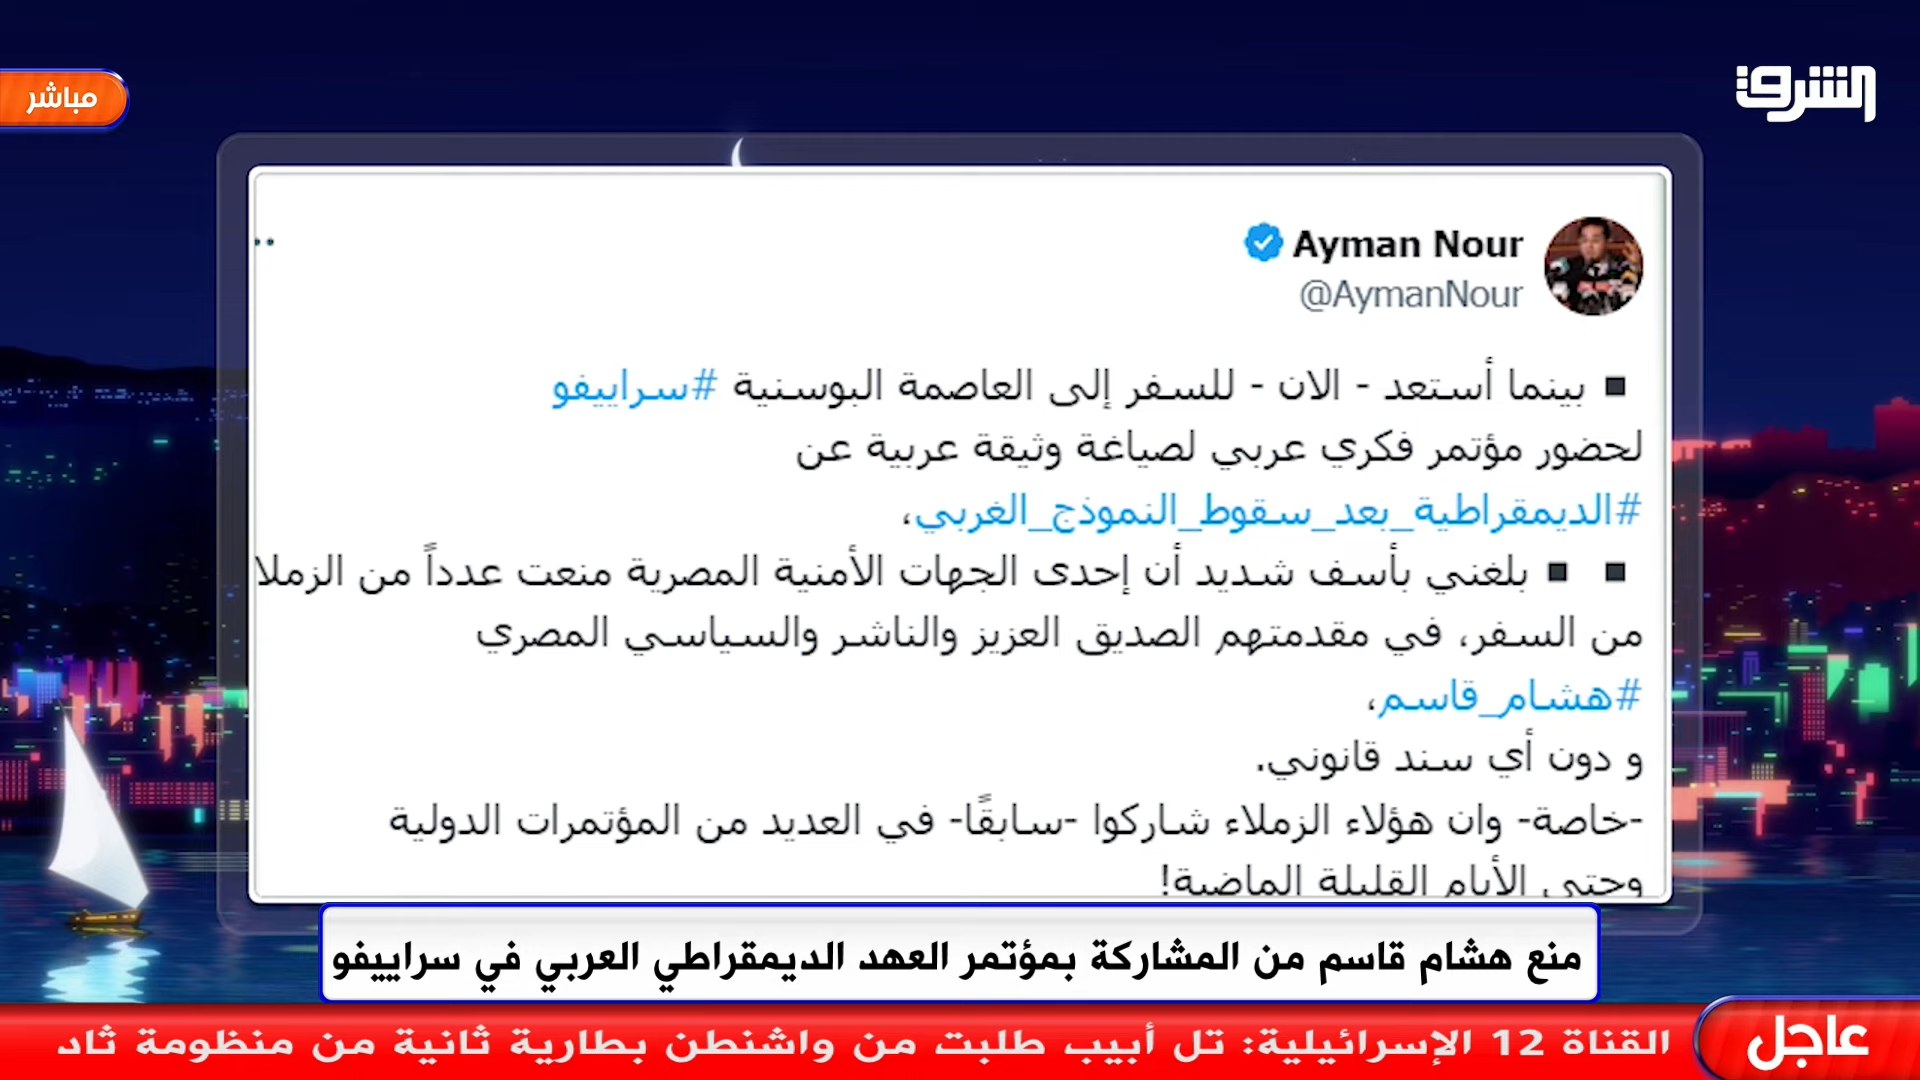 مباشر
الشرق
Ayman Nour
@AymanNour
▪ بينما أستعد - الان - للسفر إلى العاصمة البوسنية #سراييفو
لحضور مؤتمر فكري عربي لصياغة وثيقة عربية عن
#الديمقراطية_بعد_سقوط_النموذج_الغربي،
▪ ▪ بلغني بأسف شديد أن إحدى الجهات الأمنية المصرية منعت عدداً من الزملا
من السفر، في مقدمتهم الصديق العزيز والناشر والسياسي المصري
#هشام_قاسم،
و دون أي سند قانوني.
-خاصة- وان هؤلاء الزملاء شاركوا -سابقًا- في العديد من المؤتمرات الدولية
وحتى الأيام القليلة الماضية!
منع هشام قاسم من المشاركة بمؤتمر العهد الديمقراطي العربي في سراييفو
عاجل
القناة 12 الإسرائيلية: تل أبيب طلبت من واشنطن بطارية ثانية من منظومة ثاد